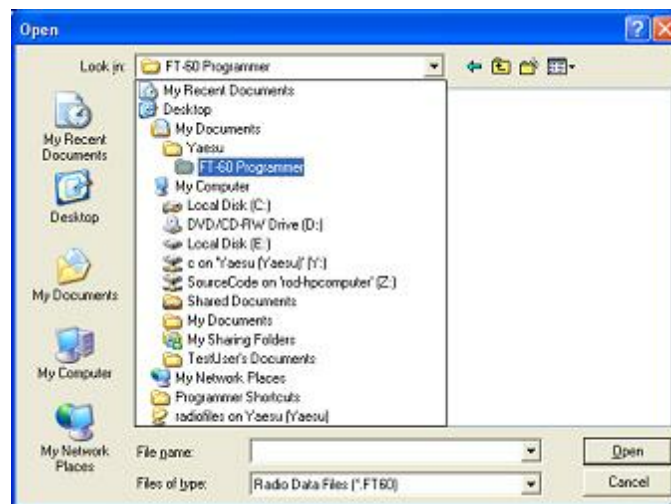 Open
Look in:
FT-60 Programmer
My Recent Documents
Desktop
My Documents
Yaesu
FT-60 Programmer
My Computer
Local Disk (C:)
DVD/CD-RW Drive (D:)
Local Disk (E:)
c on 'Yaesu (Yaesu)' (Y:)
SourceCode on 'rod-hpcomputer' (Z:)
Shared Documents
My Documents
My Sharing Folders
TestUser's Documents
My Network Places
Programmer Shortcuts
radiofiles on Yaesu (Yaesu)
My Recent
Documents
Desktop
My Documents
My Computer
My Network
Places
File name:
Open
Files of type:
Radio Data Files (*.FT60)
Cancel